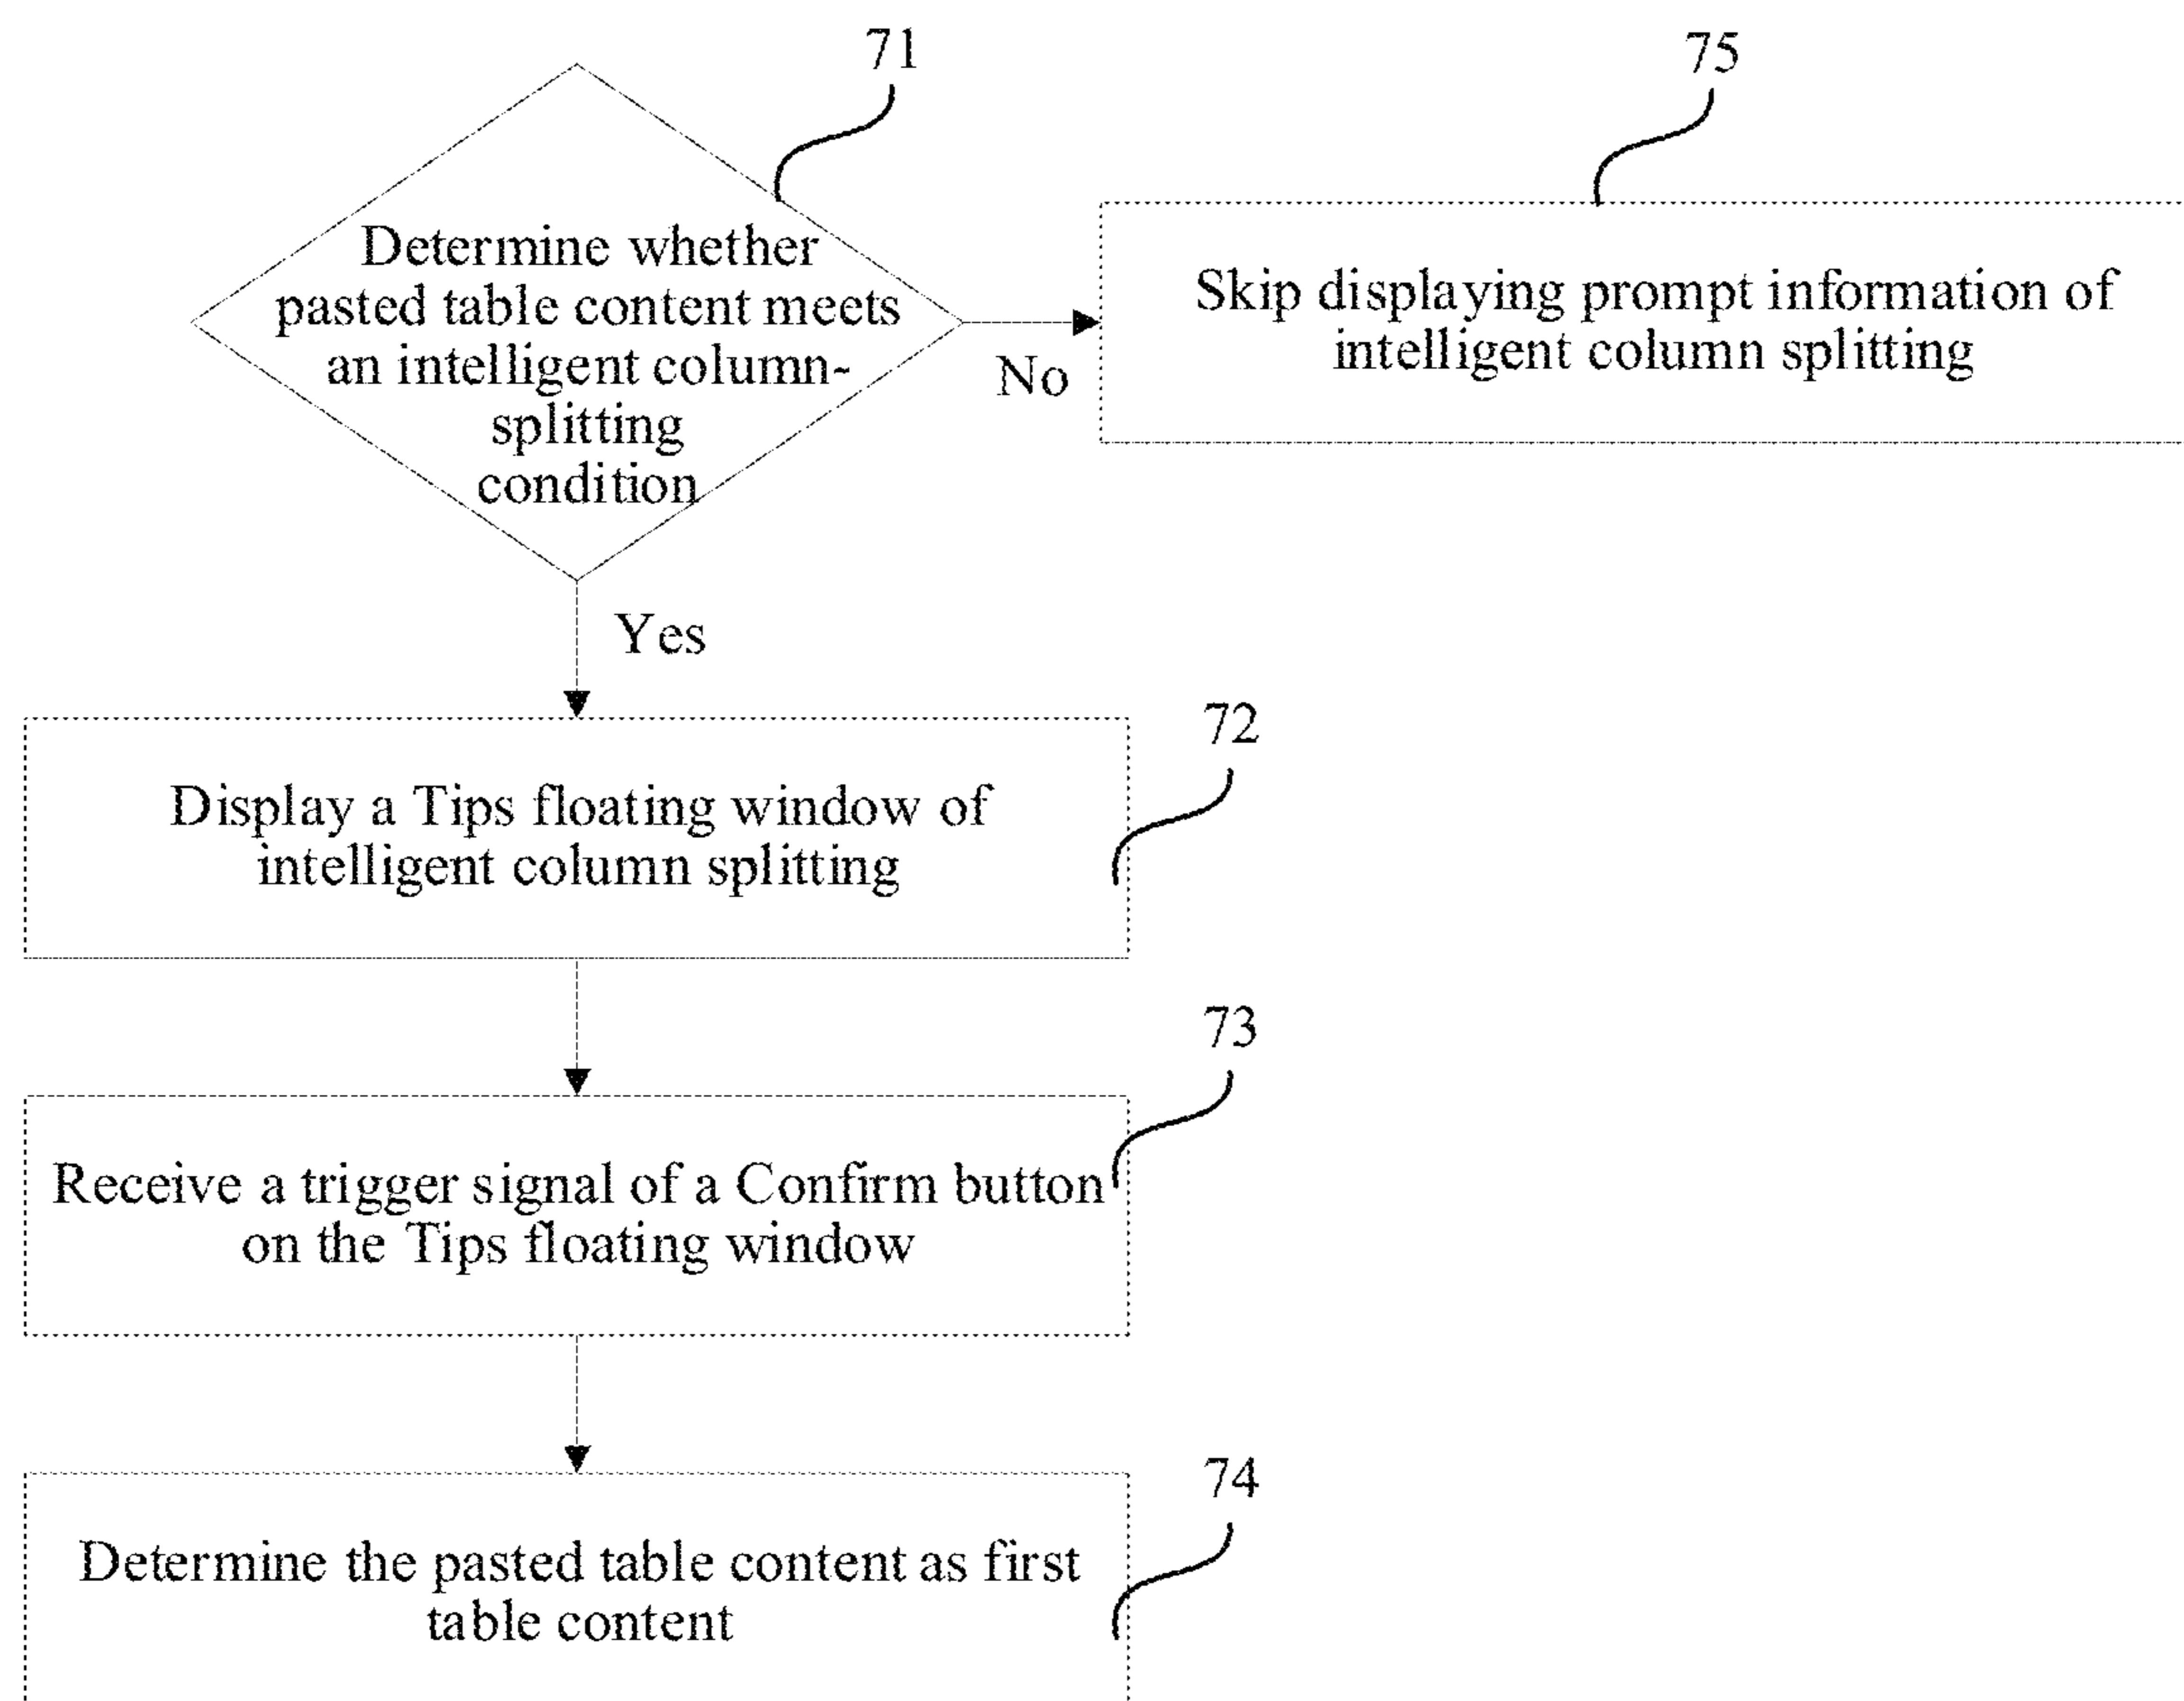 71
75
Determine whether
pasted table content meets
an intelligent column-
splitting
condition
No
Skip displaying prompt information of
intelligent column splitting
Yes
72
Display a Tips floating window of
intelligent column splitting
73
Receive a trigger signal of a Confirm button
on the Tips floating window
74
Determine the pasted table content as first
table content